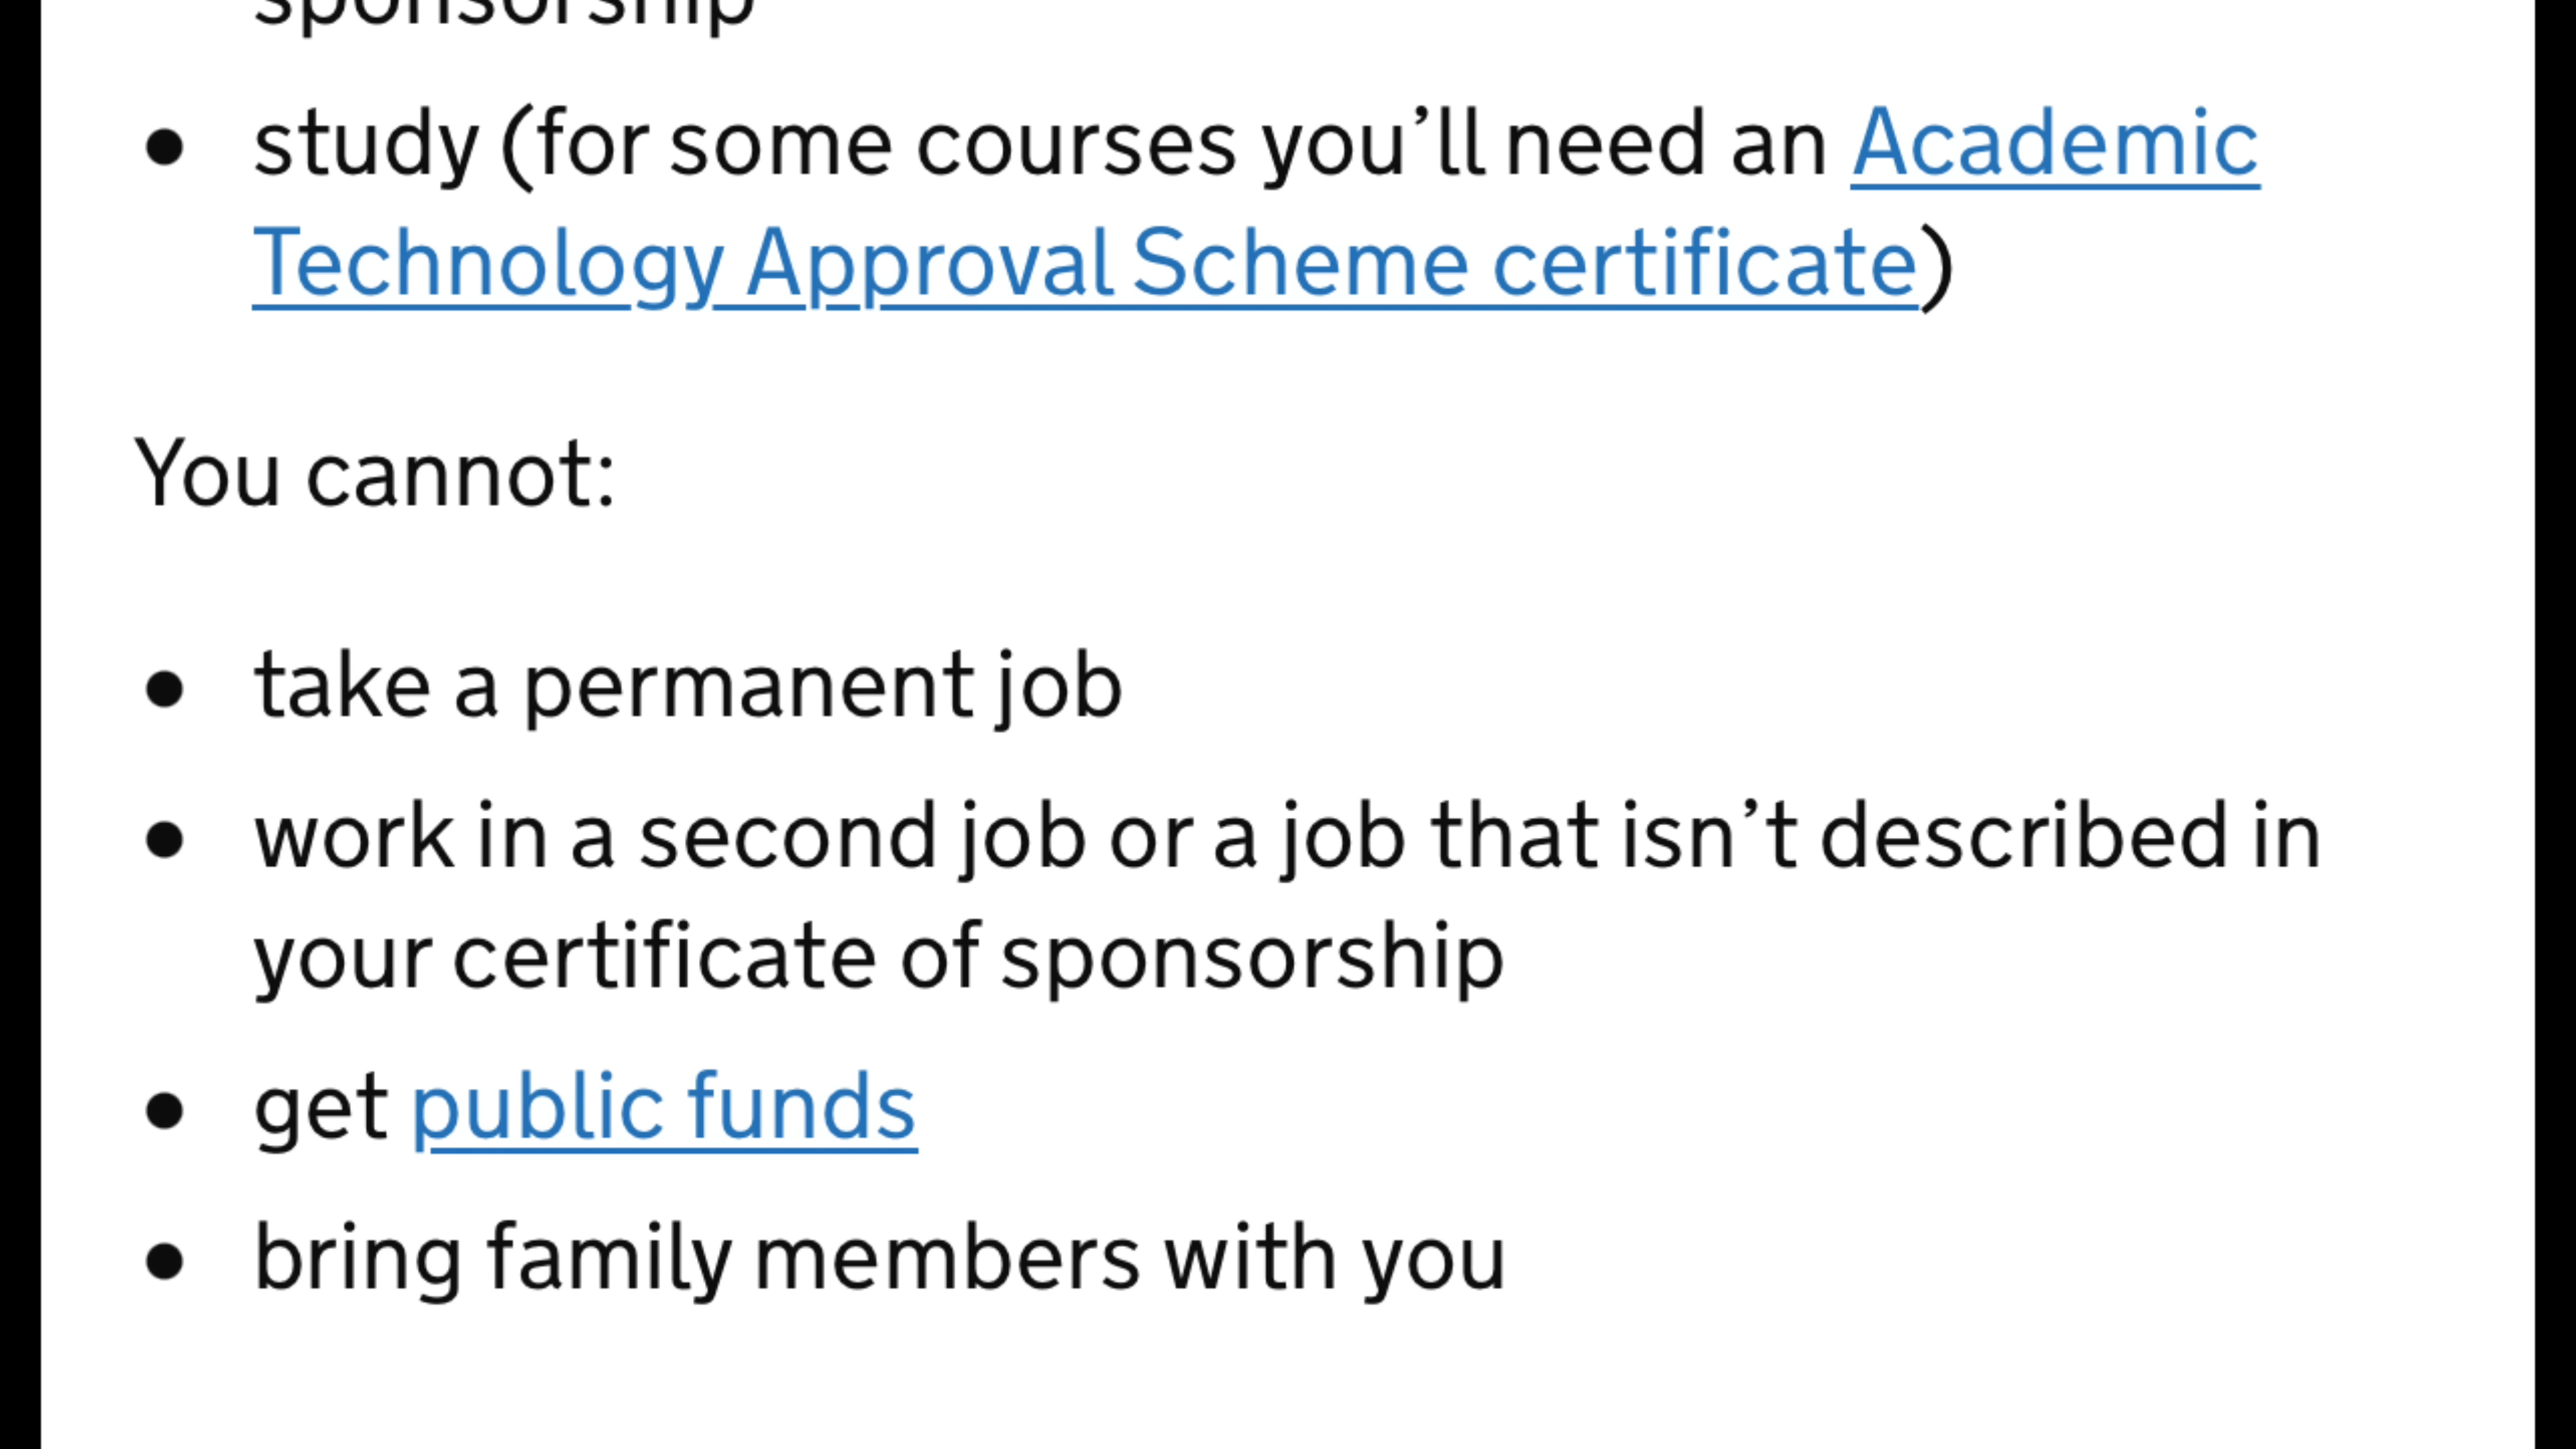 sponsorship
• study (for some courses you’ll need an Academic
Technology Approval Scheme certificate)
You cannot:
• take a permanent job
• work in a second job or a job that isn’t described in
your certificate of sponsorship
• get public funds
• bring family members with you